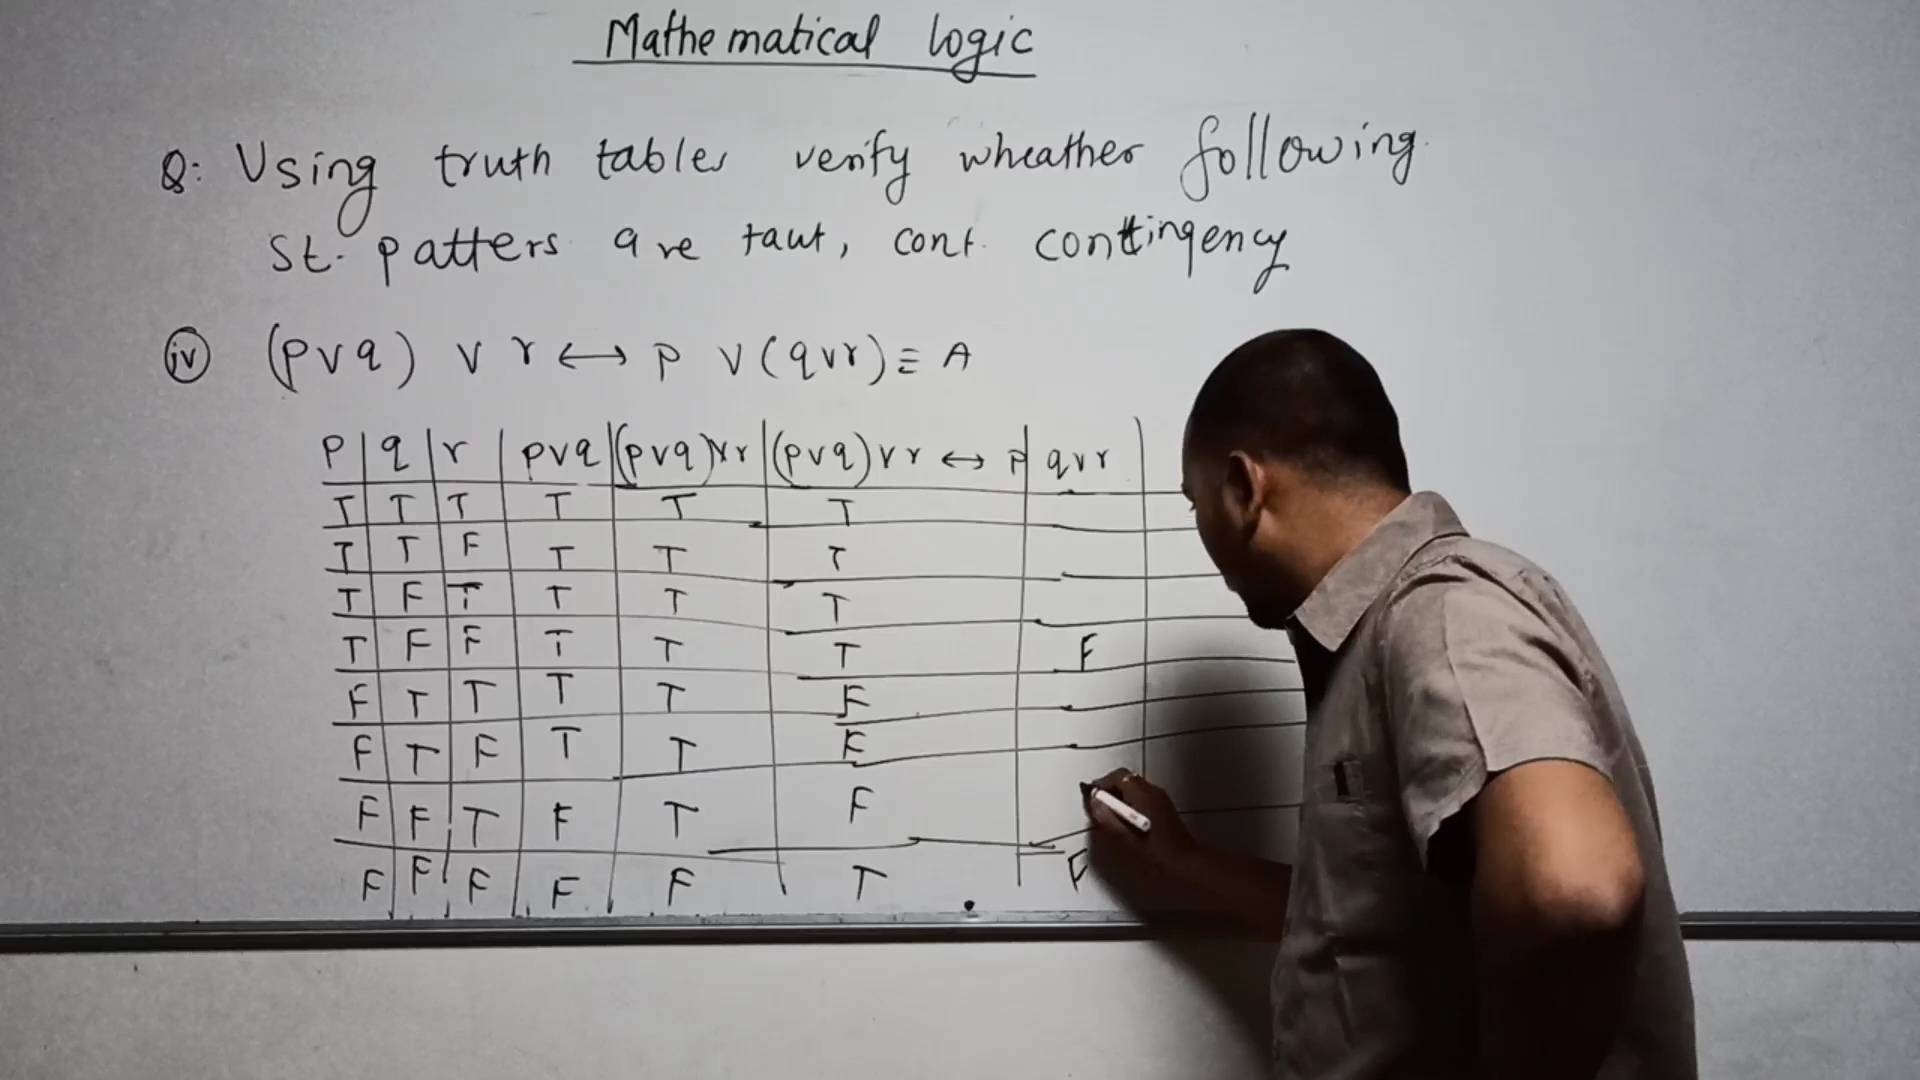 Mathematical logic
Q: Using truth tables verify wheather following
st. patters are taut, cont. contingency
(iv) (p∨q) ∨ r ↔ p ∨ (q∨r) ≡ A
p q r p∨q (p∨q)∨r (p∨q)∨r ↔ p q∨r
T T T T T T
T T F T T T
T F T T T T
T F F T T T F
F T T T T F
F T F T T F
F F T F T F
F F F F F T F